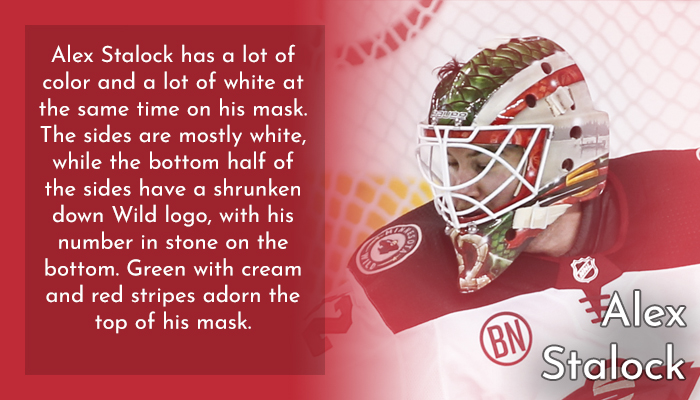 Alex Stalock has a lot of
color and a lot of white at
the same time on his mask.
The sides are mostly white,
while the bottom half of
the sides have a shrunken
down Wild logo, with his
number in stone on the
bottom. Green with cream
and red stripes adorn the
top of his mask.
MINNESOTA
NHL
BN
Alex
Stalock